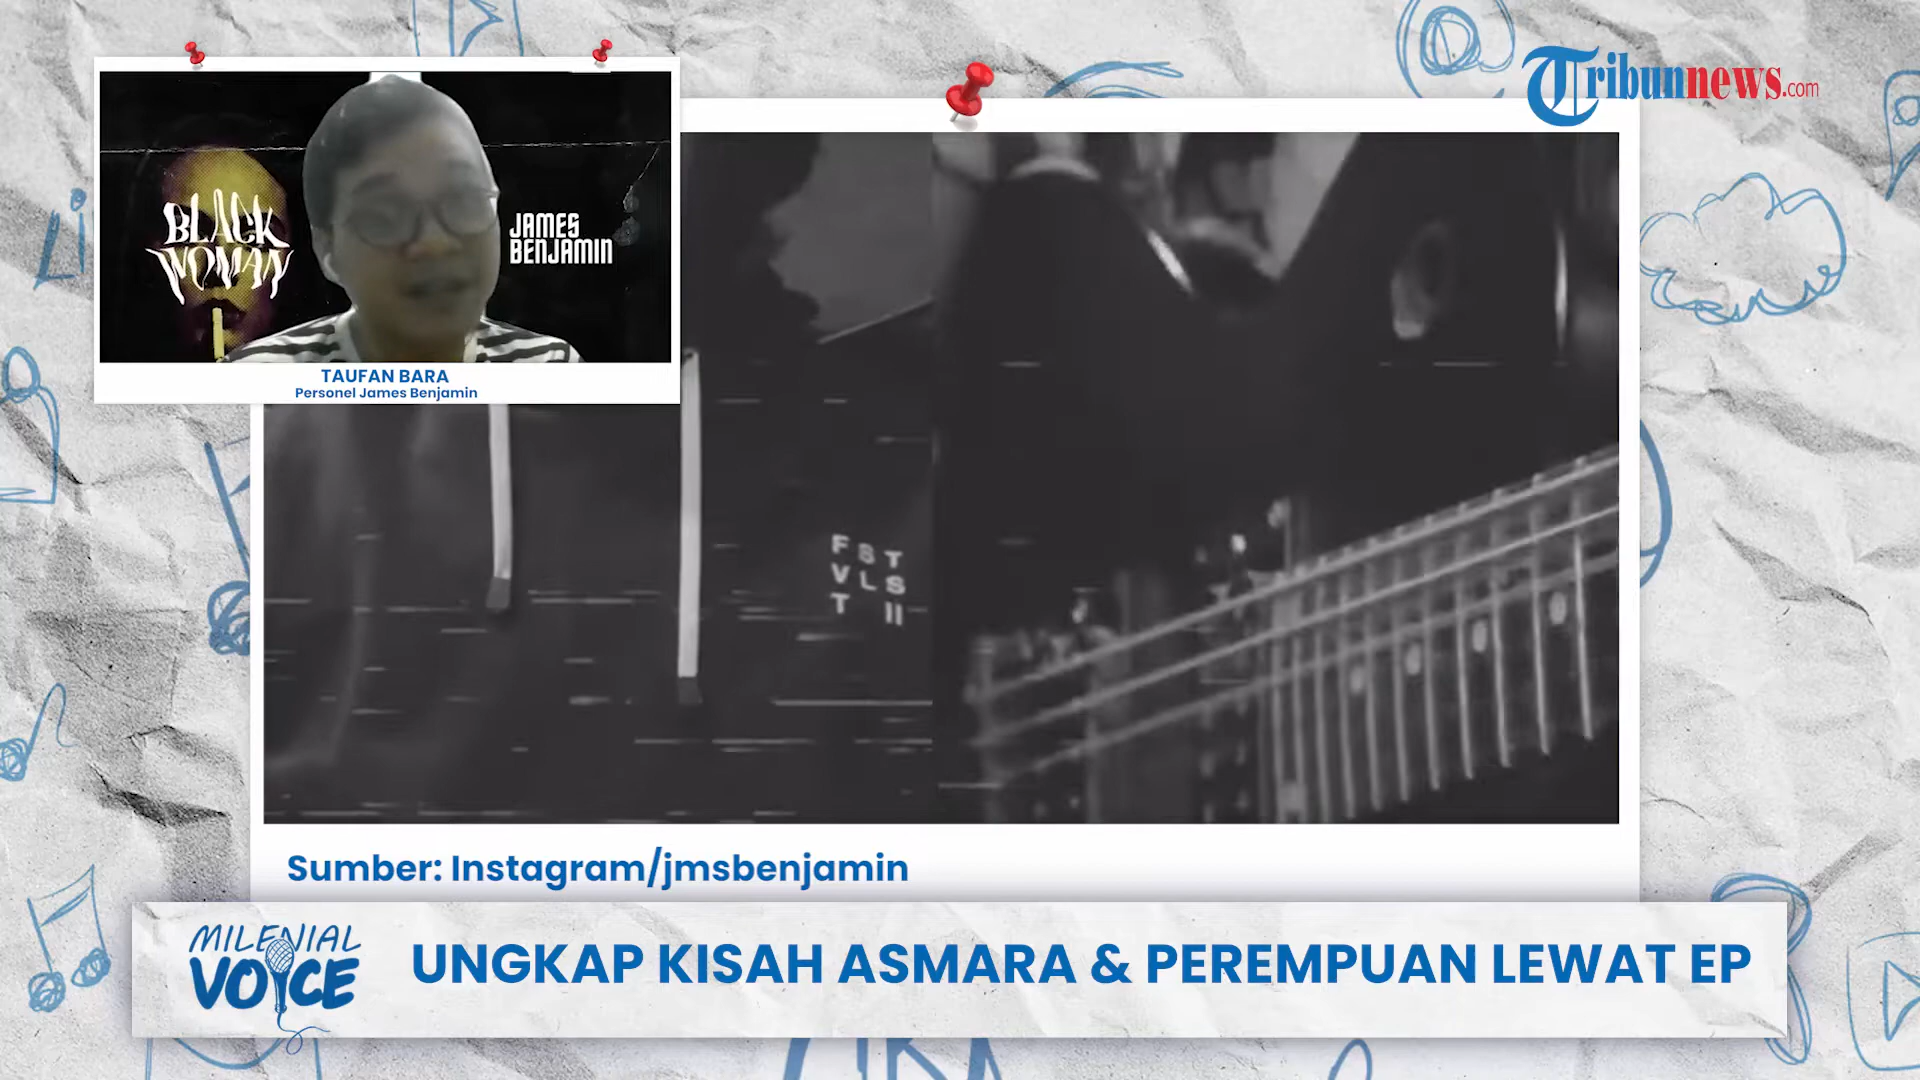 Tribunnews.com
BLACK
WOMAN
JAMES
BENJAMIN
TAUFAN BARA
Personel James Benjamin
F S T
V L S
T II
Sumber: Instagram/jmsbenjamin
MILENIAL
VOICE
UNGKAP KISAH ASMARA & PEREMPUAN LEWAT EP